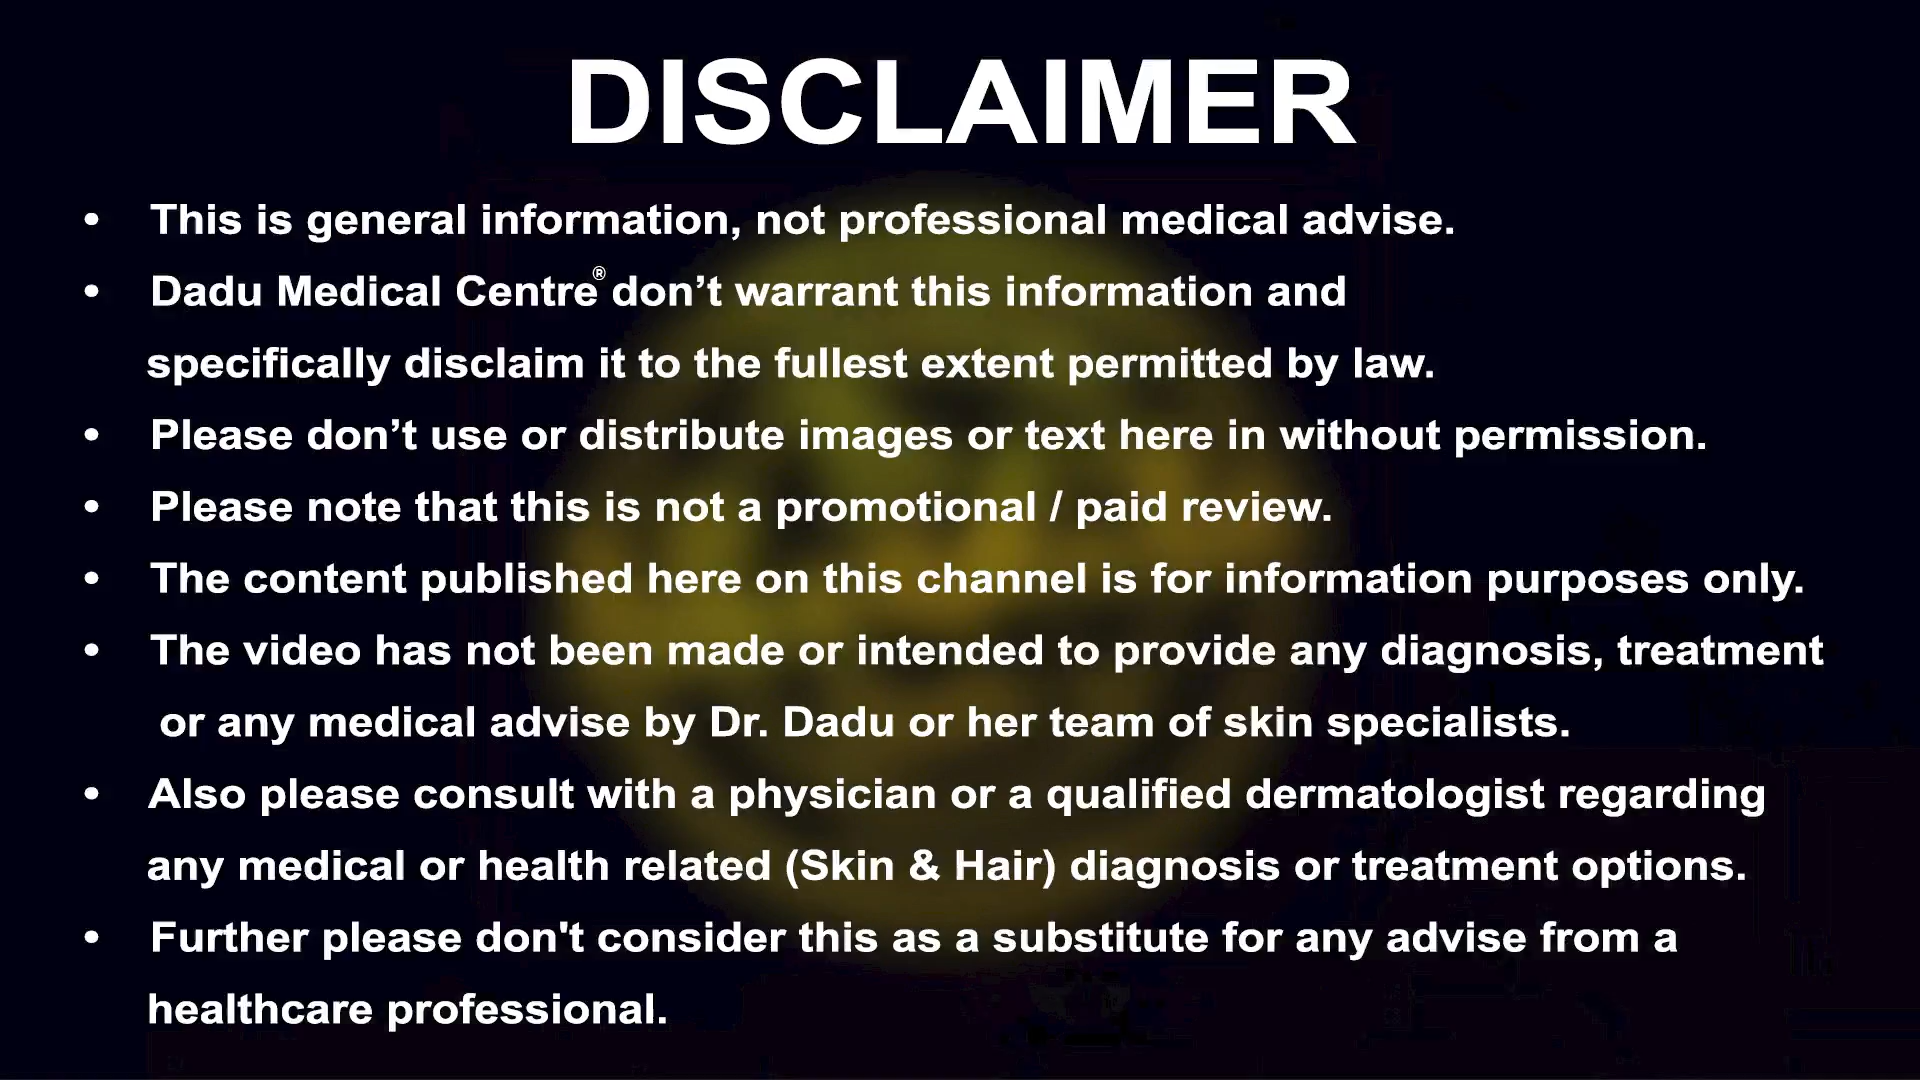 DISCLAIMER
• This is general information, not professional medical advise.
• Dadu Medical Centre® don’t warrant this information and
specifically disclaim it to the fullest extent permitted by law.
• Please don’t use or distribute images or text here in without permission.
• Please note that this is not a promotional / paid review.
• The content published here on this channel is for information purposes only.
• The video has not been made or intended to provide any diagnosis, treatment
or any medical advise by Dr. Dadu or her team of skin specialists.
• Also please consult with a physician or a qualified dermatologist regarding
any medical or health related (Skin & Hair) diagnosis or treatment options.
• Further please don't consider this as a substitute for any advise from a
healthcare professional.